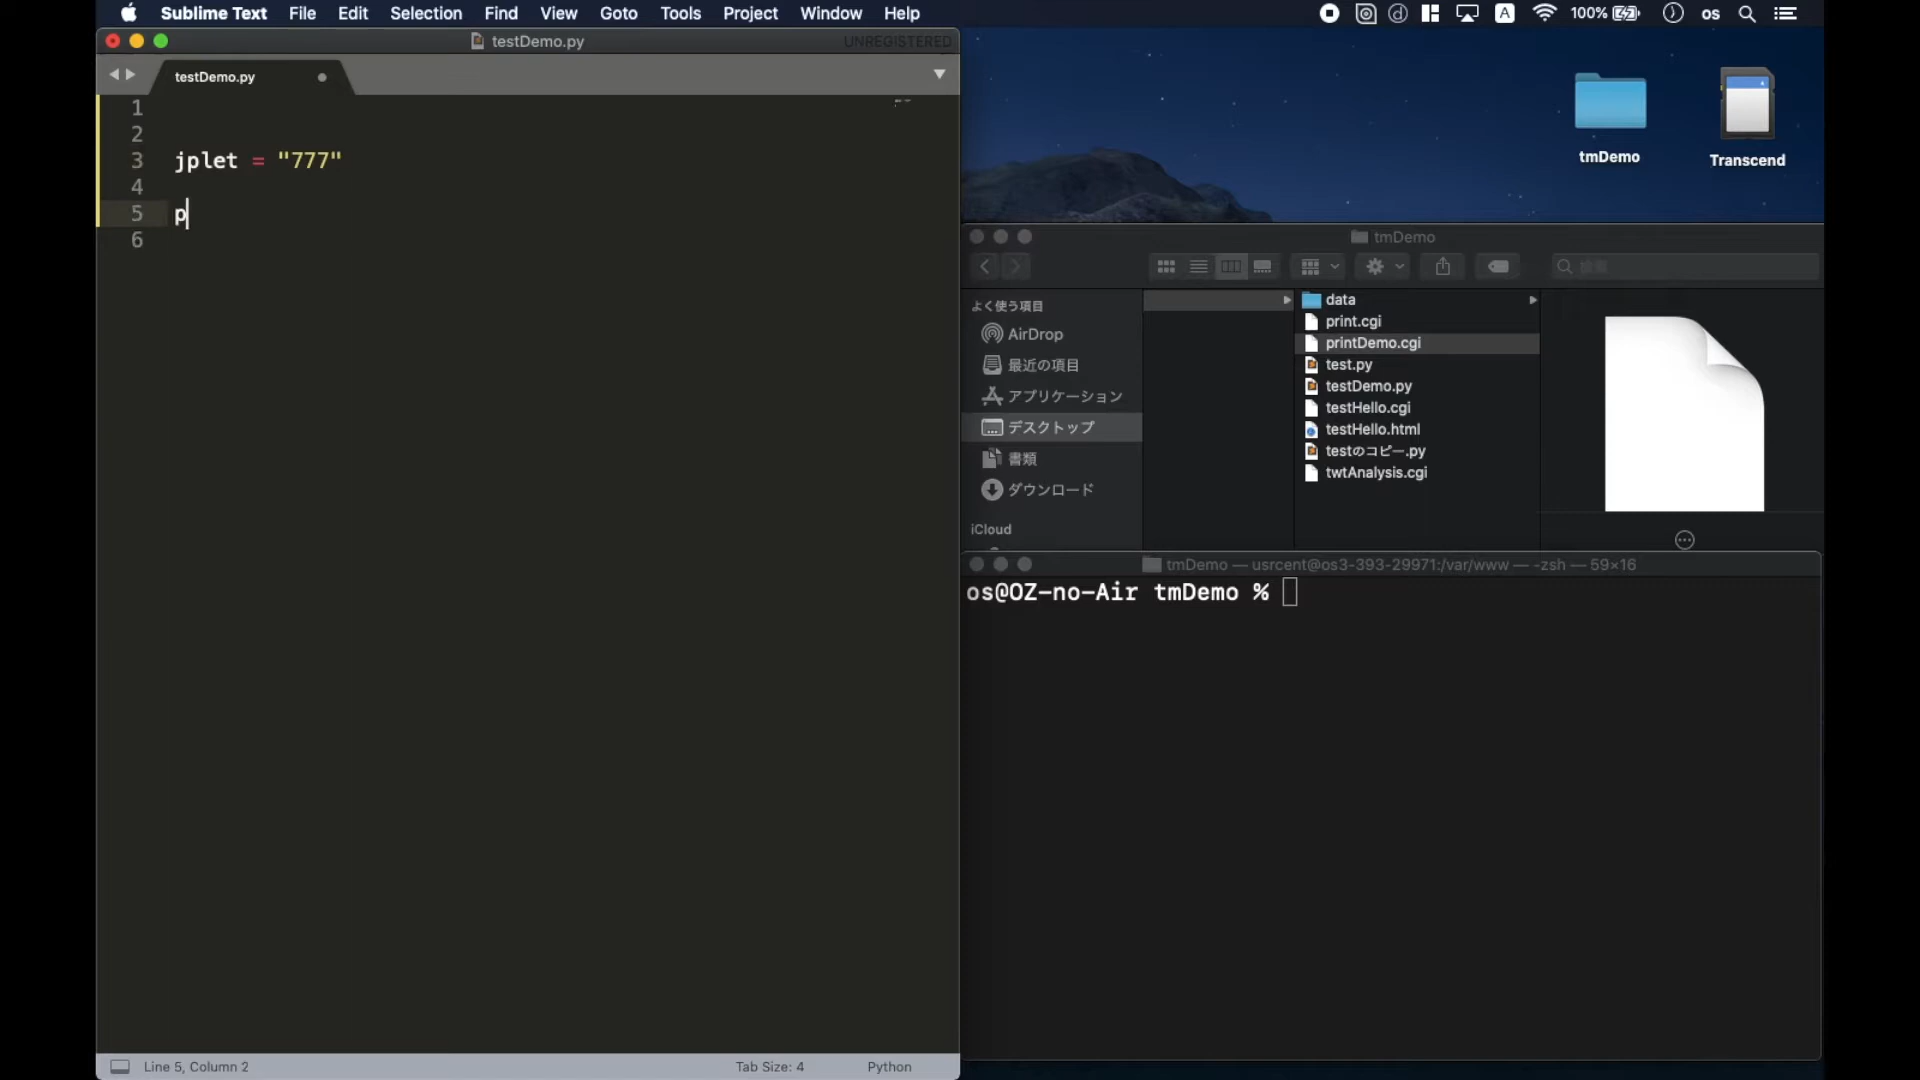 Sublime Text File Edit Selection Find View Goto Tools Project Window Help
A 100% os
testDemo.py UNREGISTERED
testDemo.py
1
2
3 jplet = "777"
4
5 p
6
Line 5, Column 2 Tab Size: 4 Python
tmDemo
Transcend
tmDemo
検索
よく使う項目
AirDrop
最近の項目
アプリケーション
デスクトップ
書類
ダウンロード
iCloud
data
print.cgi
printDemo.cgi
test.py
testDemo.py
testHello.cgi
testHello.html
testのコピー.py
twtAnalysis.cgi
tmDemo — usrcent@os3-393-29971:/var/www — -zsh — 59×16
os@OZ-no-Air tmDemo %